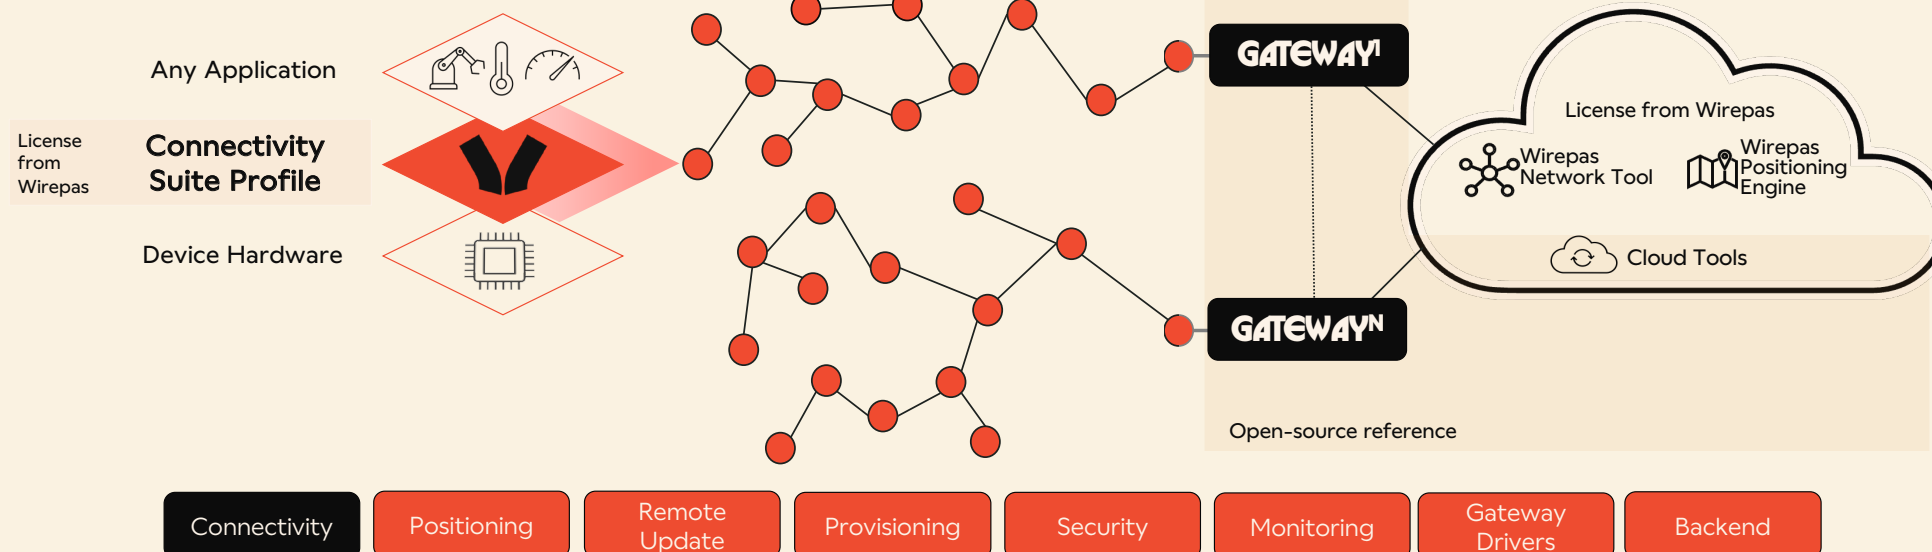 Any Application
License
from
Wirepas
Connectivity
Suite Profile
Device Hardware
GATEWAY1
GATEWAYN
License from Wirepas
Wirepas
Network Tool
Wirepas
Positioning
Engine
Cloud Tools
Open-source reference
Connectivity
Positioning
Remote
Update
Provisioning
Security
Monitoring
Gateway
Drivers
Backend